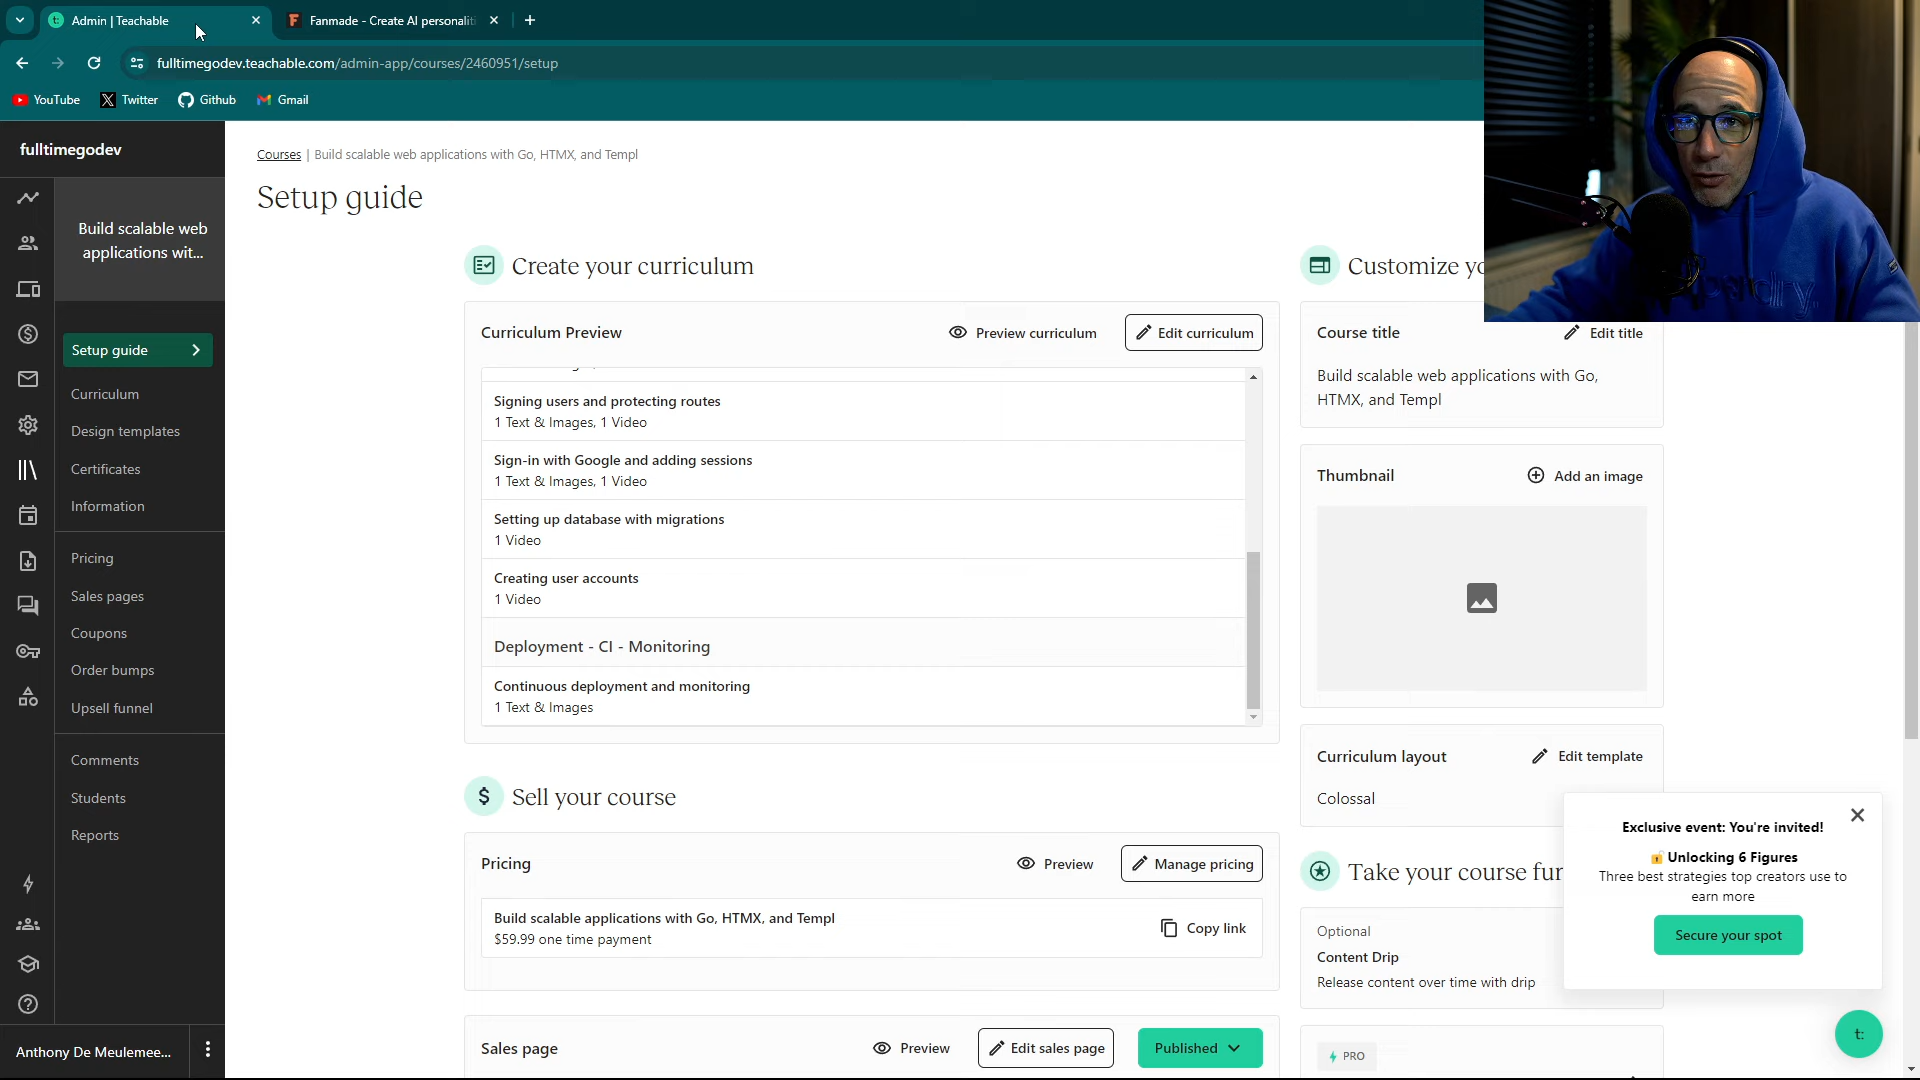 Admin | Teachable
Fanmade - Create AI personaliti
fulltimegodev.teachable.com/admin-app/courses/2460951/setup
YouTube
Twitter
Github
Gmail
fulltimegodev
Build scalable web
applications wit...
Setup guide
Curriculum
Design templates
Certificates
Information
Pricing
Sales pages
Coupons
Order bumps
Upsell funnel
Comments
Students
Reports
Anthony De Meulemee...
Courses | Build scalable web applications with Go, HTMX, and Templ
Setup guide
Create your curriculum
Curriculum Preview
Preview curriculum
Edit curriculum
Signing users and protecting routes
1 Text & Images, 1 Video
Sign-in with Google and adding sessions
1 Text & Images, 1 Video
Setting up database with migrations
1 Video
Creating user accounts
1 Video
Deployment - CI - Monitoring
Continuous deployment and monitoring
1 Text & Images
Sell your course
Pricing
Preview
Manage pricing
Build scalable applications with Go, HTMX, and Templ
$59.99 one time payment
Copy link
Sales page
Preview
Edit sales page
Published
Customize yo
Course title
Edit title
Build scalable web applications with Go,
HTMX, and Templ
Thumbnail
Add an image
Curriculum layout
Edit template
Colossal
Take your course fur
Optional
Content Drip
Release content over time with drip
PRO
Exclusive event: You're invited!
🔓 Unlocking 6 Figures
Three best strategies top creators use to
earn more
Secure your spot
t: